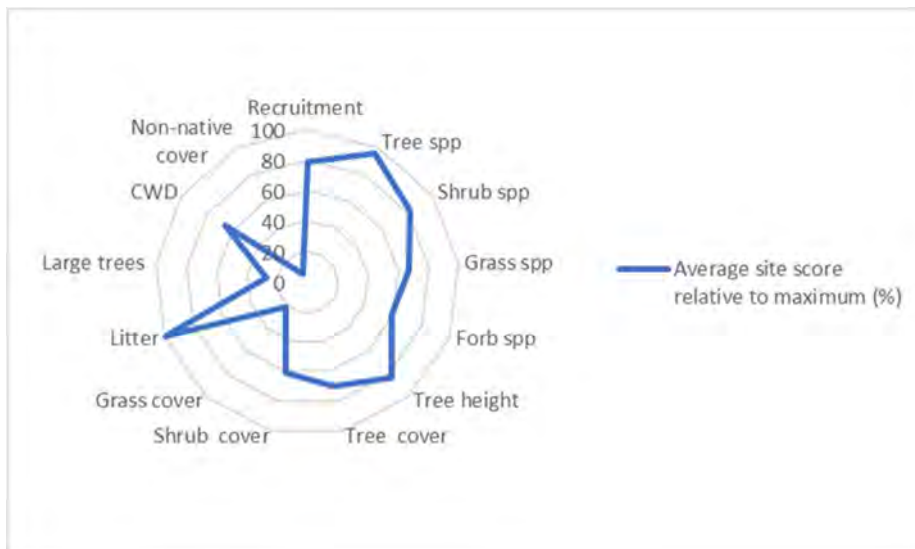 Recruitment
100
80
60
40
20
0
Tree spp
Shrub spp
Grass spp
Forb spp
Tree height
Tree cover
Shrub cover
Grass cover
Litter
Large trees
CWD
Non-native
cover
Average site score
relative to maximum (%)